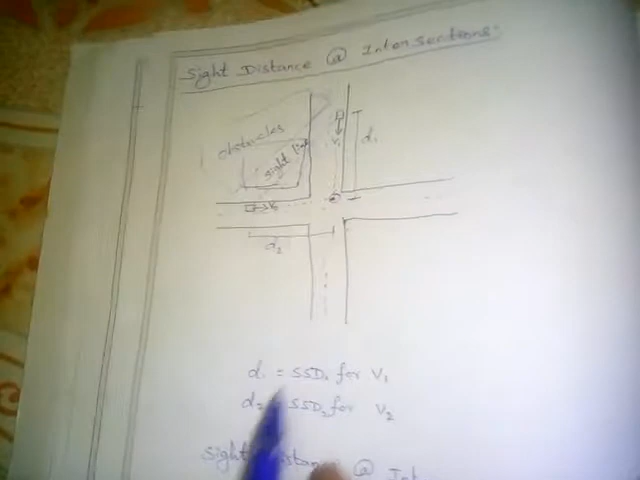 Sight Distance @ Intersections:
obstacles
sight line
V1
d1
V2
d2
d1 = SSD1 for V1
d2 = SSD2 for V2
Sight Distance @ Int